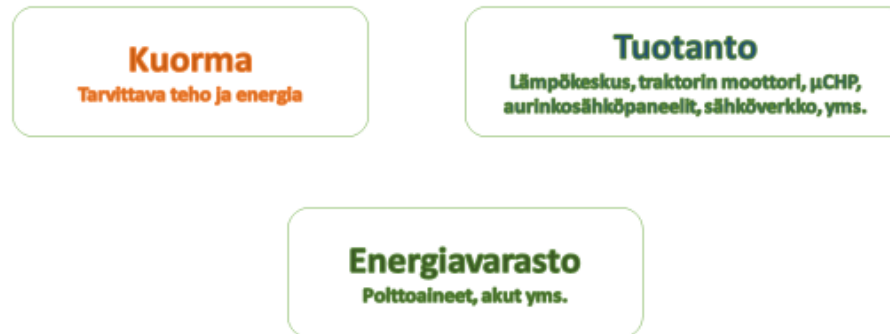 Kuorma
Tarvittava teho ja energia
Tuotanto
Lämpökeskus, traktorin moottori, µCHP,
aurinkosähköpaneelit, sähköverkko, yms.
Energiavarasto
Polttoaineet, akut yms.